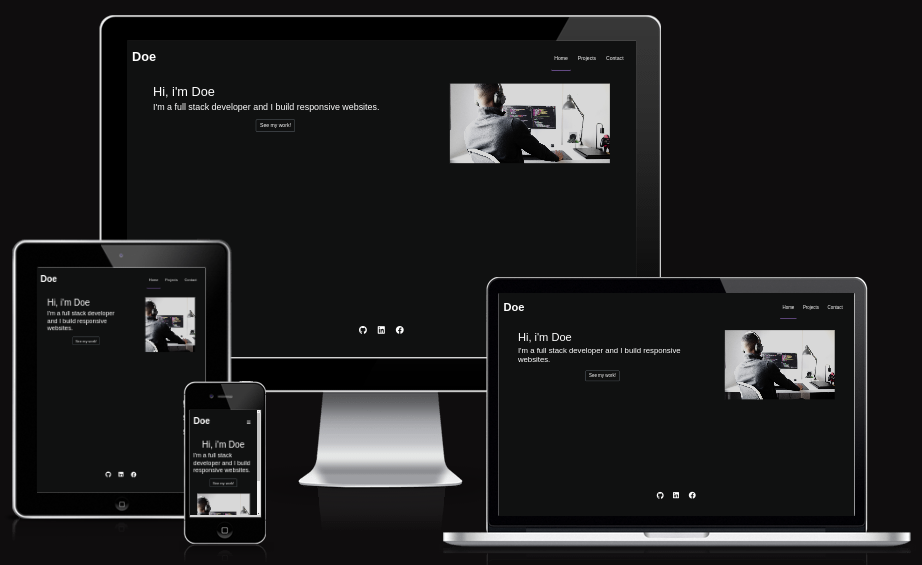 Doe
Home Projects Contact
Hi, i'm Doe
I'm a full stack developer and I build responsive websites.
See my work!
Doe
Home Projects Contact
Hi, i'm Doe
I'm a full stack developer
and I build responsive
websites.
See my work!
Doe
Hi, i'm Doe
I'm a full stack
developer and I build
responsive websites.
See my work!
Doe
Home Projects Contact
Hi, i'm Doe
I'm a full stack developer and I build responsive
websites.
See my work!